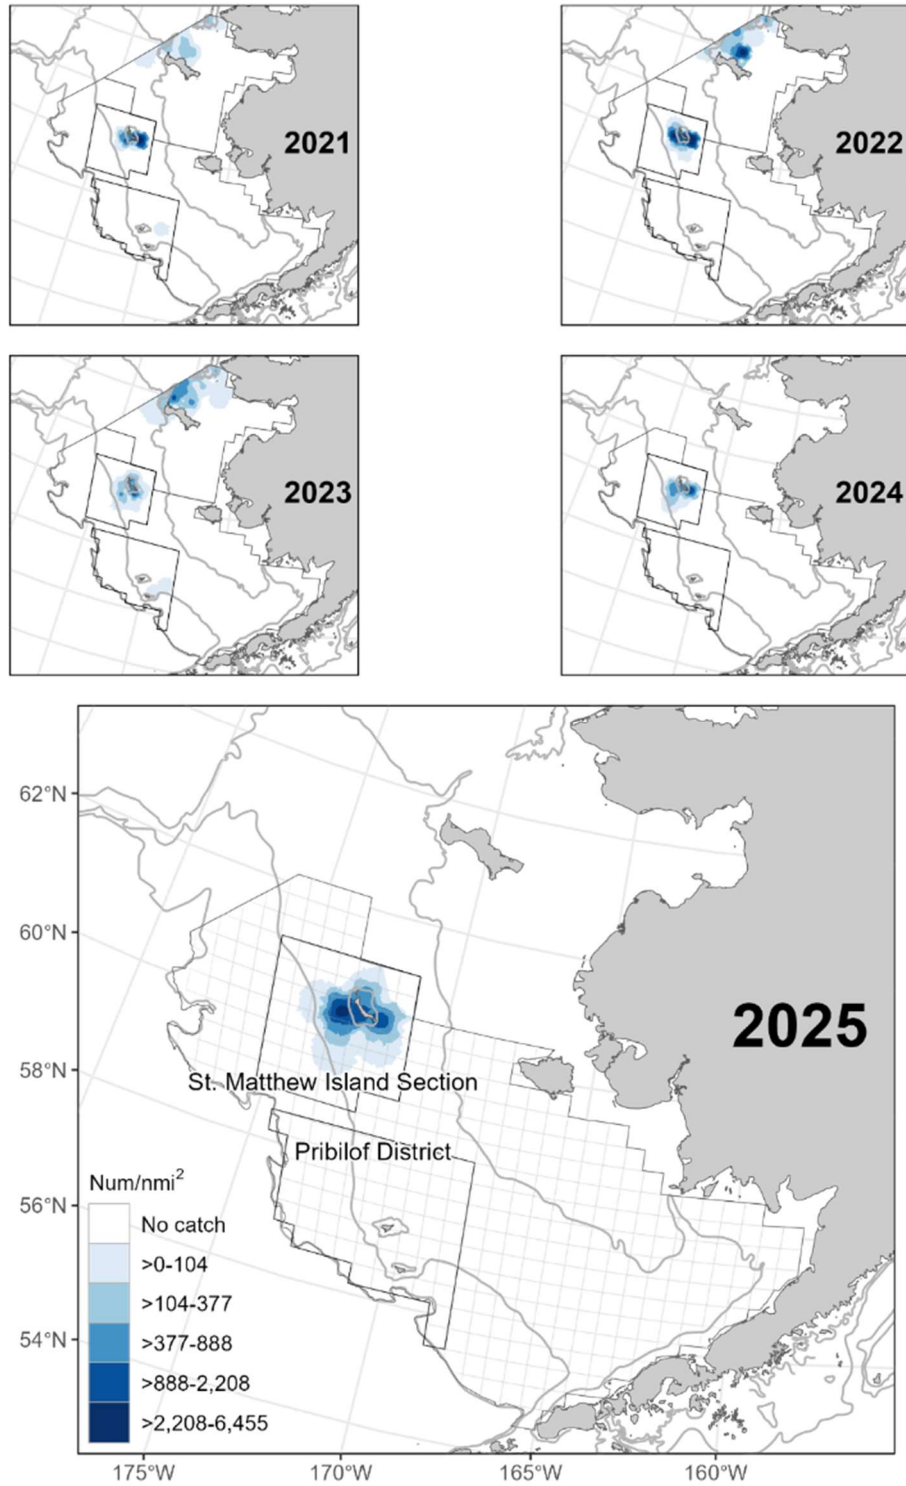 2021
2022
2023
2024
62°N
60°N
2025
58°N
St. Matthew Island Section
Pribilof District
Num/nmi²
56°N
No catch
>0-104
>104-377
>377-888
54°N
>888-2,208
>2,208-6,455
175°W
170°W
165°W
160°W